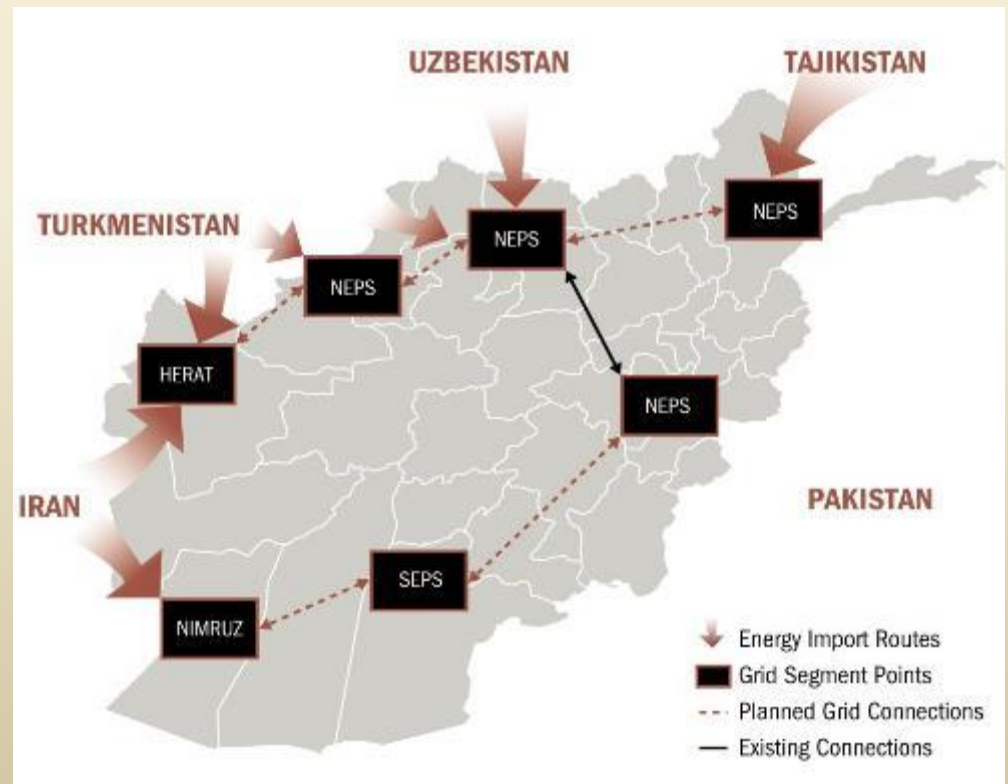 UZBEKISTAN
TAJIKISTAN
TURKMENISTAN
NEPS
NEPS
NEPS
HERAT
NEPS
IRAN
PAKISTAN
SEPS
NIMRUZ
Energy Import Routes
Grid Segment Points
Planned Grid Connections
Existing Connections